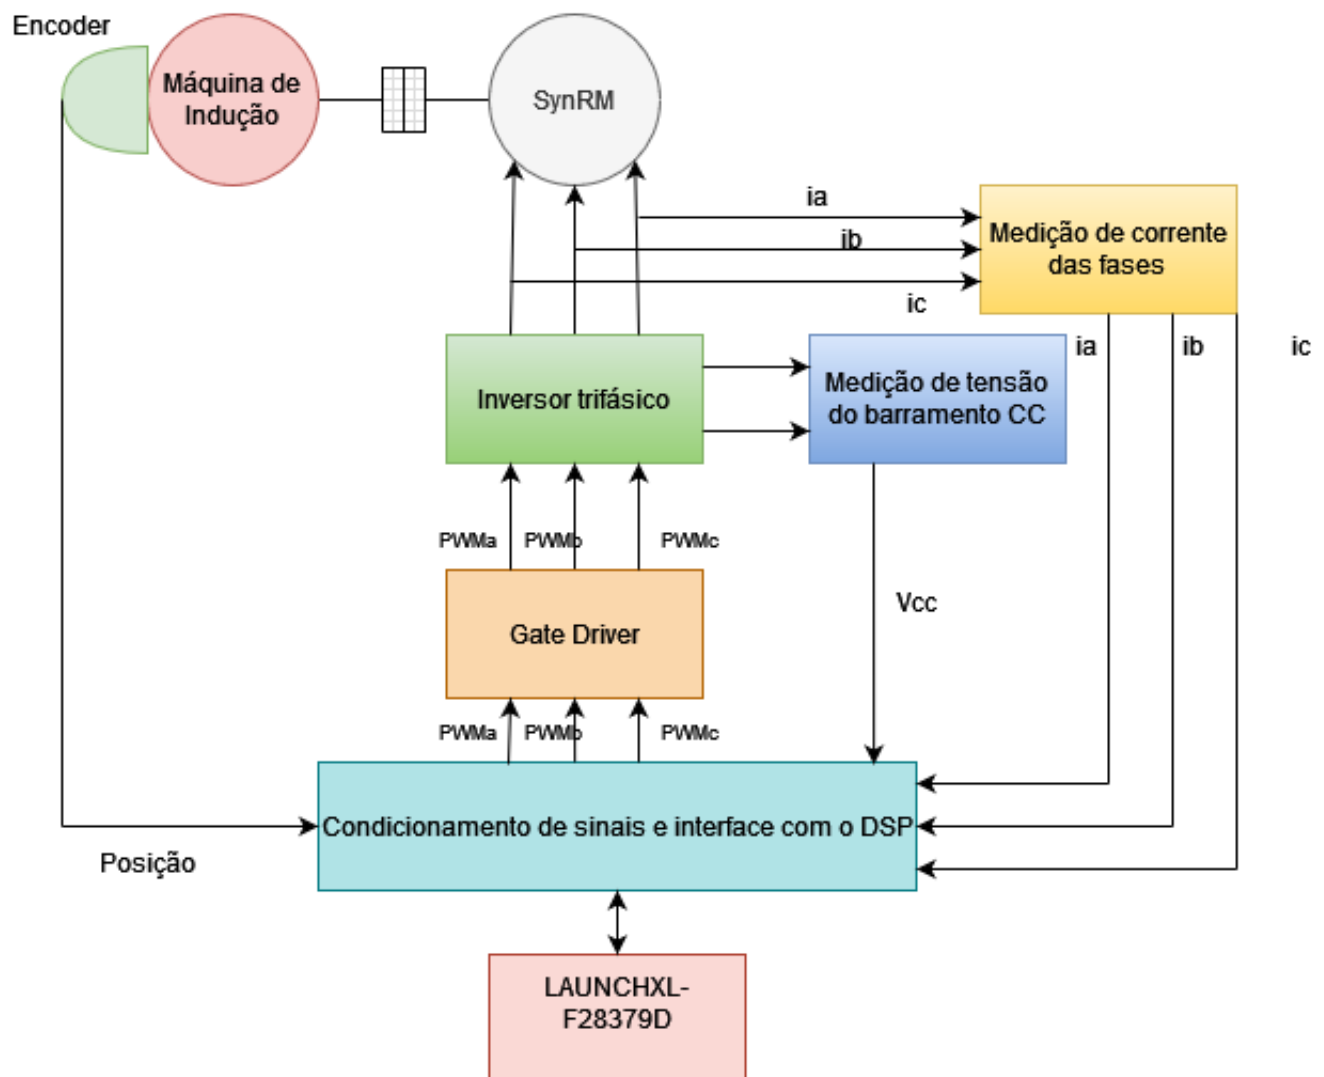 Encoder
Máquina de
Indução
SynRM
ia
ib
ic
Medição de corrente
das fases
ia
ib
ic
Inversor trifásico
Medição de tensão
do barramento CC
PWMa
PWMb
PWMc
Vcc
Gate Driver
PWMa
PWMb
PWMc
Condicionamento de sinais e interface com o DSP
Posição
LAUNCHXL-
F28379D